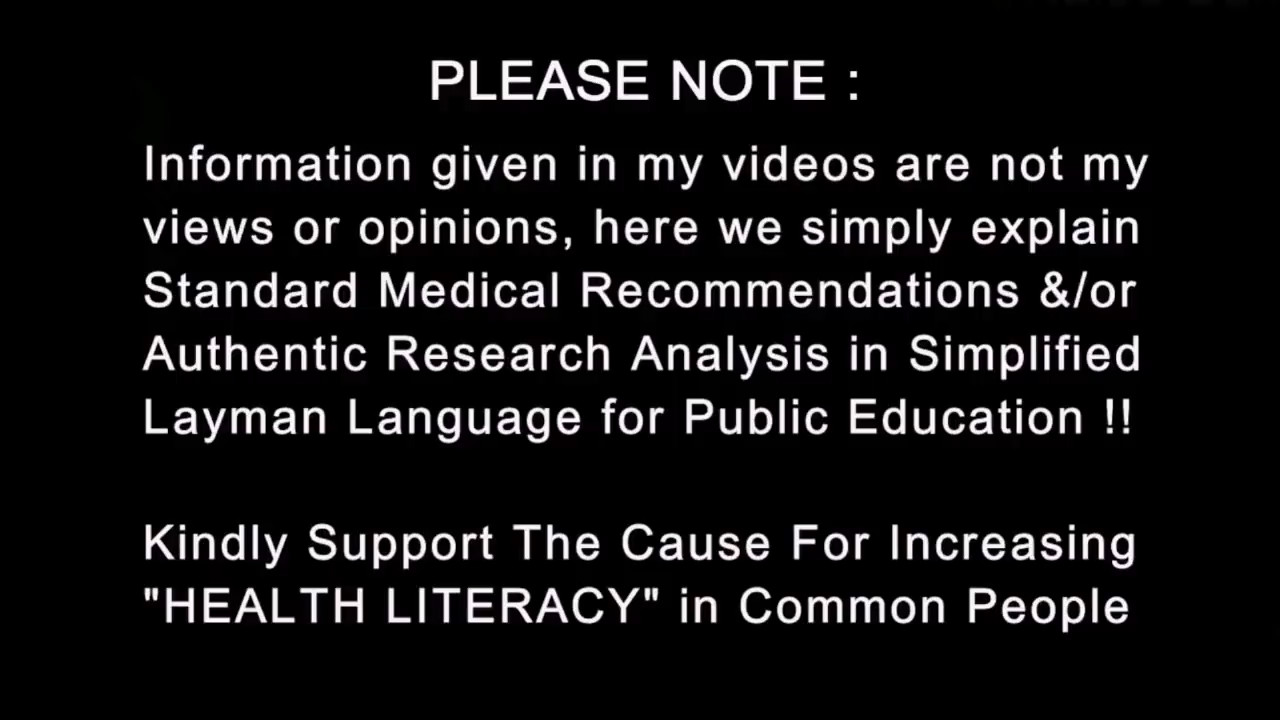 PLEASE NOTE :
Information given in my videos are not my
views or opinions, here we simply explain
Standard Medical Recommendations &/or
Authentic Research Analysis in Simplified
Layman Language for Public Education !!
Kindly Support The Cause For Increasing
"HEALTH LITERACY" in Common People